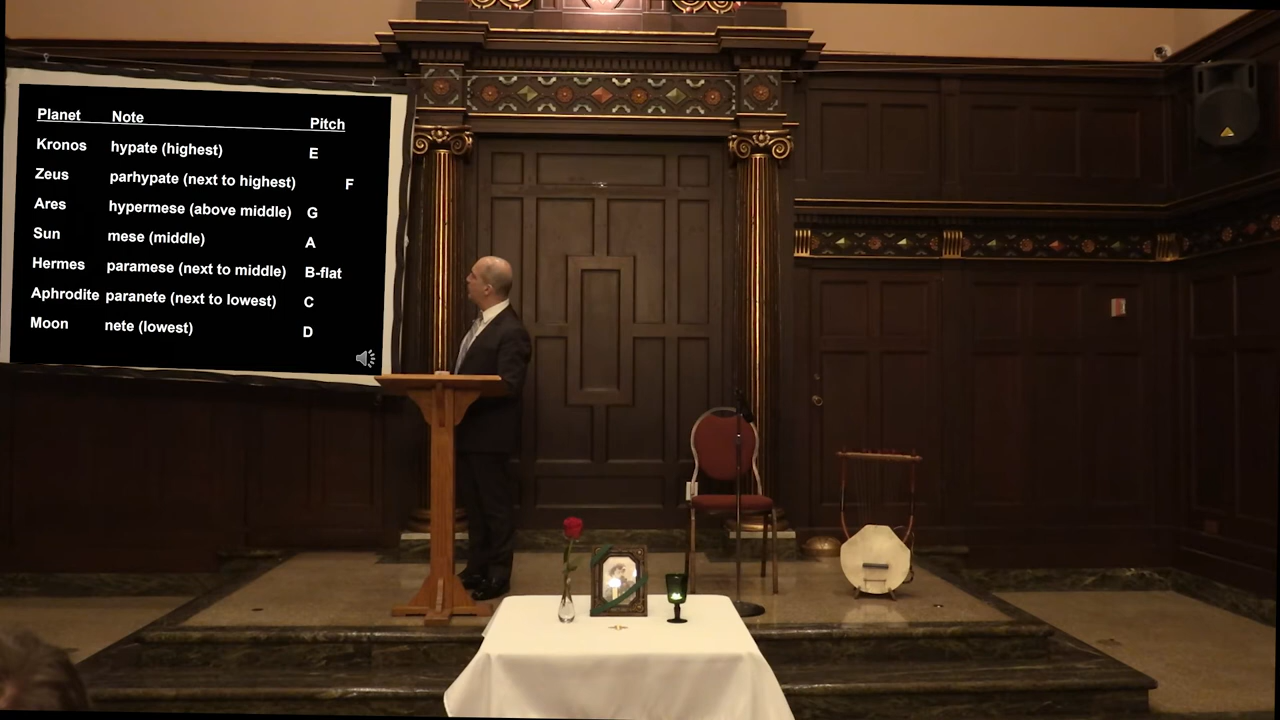 Planet Note Pitch
Kronos hypate (highest) E
Zeus parhypate (next to highest) F
Ares hypermese (above middle) G
Sun mese (middle) A
Hermes paramese (next to middle) B-flat
Aphrodite paranete (next to lowest) C
Moon nete (lowest) D